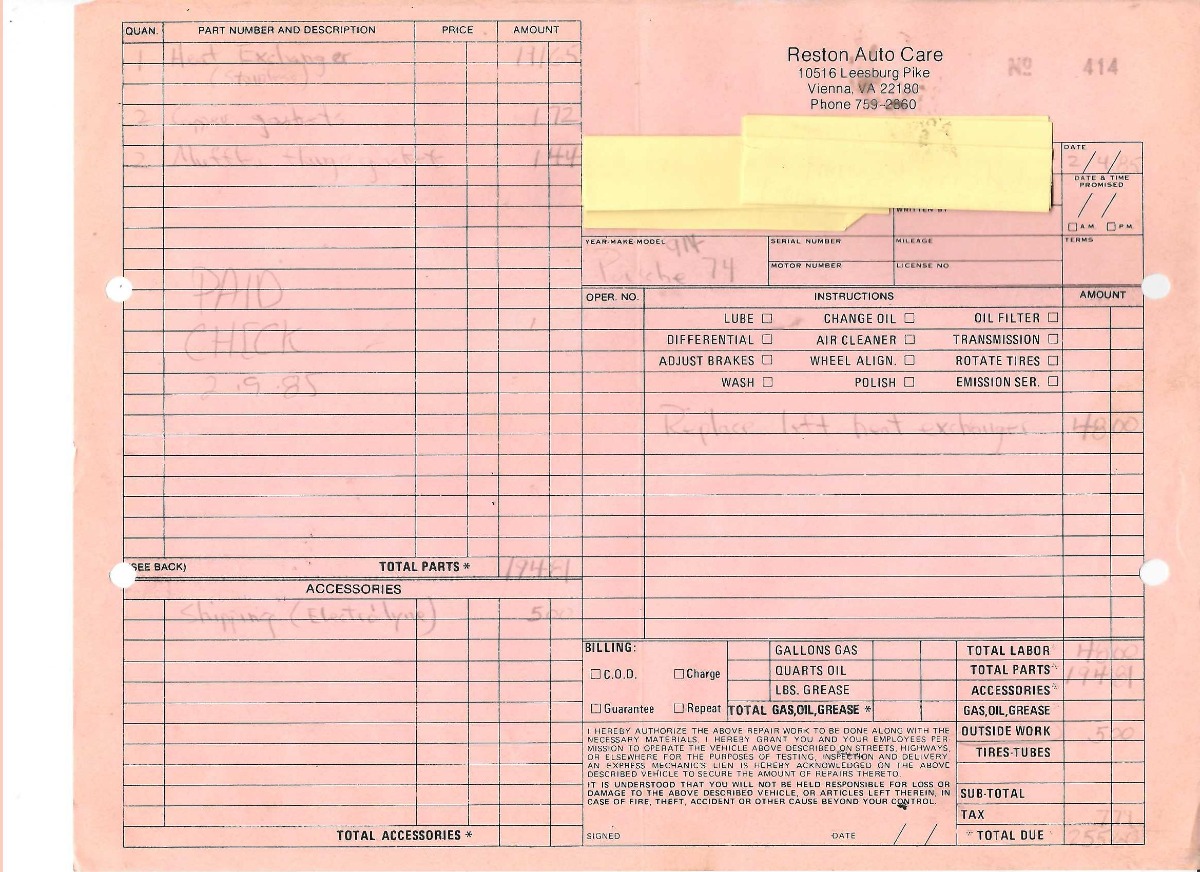 QUAN. PART NUMBER AND DESCRIPTION PRICE AMOUNT
1 Heat Exchanger
(Stainless)
2 gaskets 1 72
2 Muffler 1 44
PAID
CHECK
2-9-85
(SEE BACK) TOTAL PARTS * 194 81
ACCESSORIES
Shipping (Electrodyne) 5 00
TOTAL ACCESSORIES *
Reston Auto Care
10516 Leesburg Pike
Vienna, VA 22180
Phone 759-2860
No 414
DATE
2/4/85
DATE & TIME
PROMISED
/ /
A.M. P.M.
WRITTEN BY
YEAR-MAKE-MODEL SERIAL NUMBER MILEAGE TERMS
914
Porsche 74
MOTOR NUMBER LICENSE NO
OPER. NO. INSTRUCTIONS AMOUNT
LUBE CHANGE OIL OIL FILTER
DIFFERENTIAL AIR CLEANER TRANSMISSION
ADJUST BRAKES WHEEL ALIGN. ROTATE TIRES
WASH POLISH EMISSION SER.
Replace left heat exchanger 48 00
BILLING:
C.O.D. Charge
Guarantee Repeat
GALLONS GAS
QUARTS OIL
LBS. GREASE
TOTAL GAS,OIL,GREASE *
TOTAL LABOR 48 00
TOTAL PARTS* 194 81
ACCESSORIES*
GAS,OIL,GREASE
OUTSIDE WORK 5 00
TIRES-TUBES
SUB-TOTAL
TAX
* TOTAL DUE 255
I HEREBY AUTHORIZE THE ABOVE REPAIR WORK TO BE DONE ALONG WITH THE
NECESSARY MATERIALS. I HEREBY GRANT YOU AND YOUR EMPLOYEES PER-
MISSION TO OPERATE THE VEHICLE ABOVE DESCRIBED ON STREETS, HIGHWAYS,
OR ELSEWHERE FOR THE PURPOSES OF TESTING, INSPECTION AND DELIVERY.
AN EXPRESS MECHANIC'S LIEN IS HEREBY ACKNOWLEDGED ON THE ABOVE
DESCRIBED VEHICLE TO SECURE THE AMOUNT OF REPAIRS THERETO.
IT IS UNDERSTOOD THAT YOU WILL NOT BE HELD RESPONSIBLE FOR LOSS OR
DAMAGE TO THE ABOVE DESCRIBED VEHICLE, OR ARTICLES LEFT THEREIN, IN
CASE OF FIRE, THEFT, ACCIDENT OR OTHER CAUSE BEYOND YOUR CONTROL.
SIGNED DATE / /